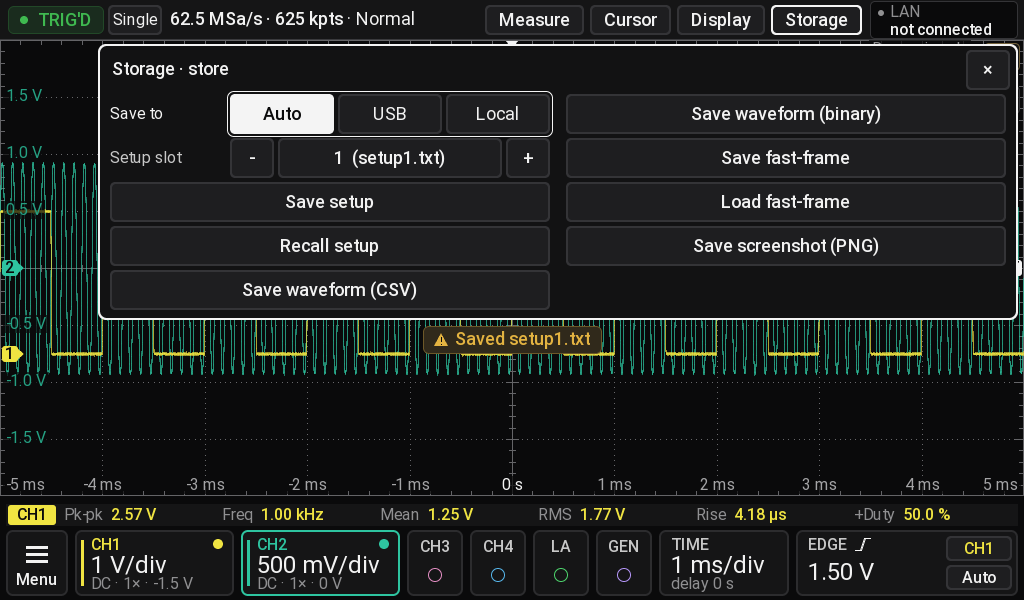 TRIG'D Single 62.5 MSa/s · 625 kpts · Normal Measure Cursor Display Storage LAN
not connected
Storage · store ×
Save to Auto USB Local Save waveform (binary)
Setup slot - 1 (setup1.txt) + Save fast-frame
Save setup Load fast-frame
Recall setup Save screenshot (PNG)
Save waveform (CSV)
1.5 V
1.0 V
0.5 V
2
-0.5 V
Saved setup1.txt
1
-1.0 V
-1.5 V
-5 ms -4 ms -3 ms -2 ms -1 ms 0 s 1 ms 2 ms 3 ms 4 ms 5 ms
CH1 Pk-pk 2.57 V Freq 1.00 kHz Mean 1.25 V RMS 1.77 V Rise 4.18 µs +Duty 50.0 %
Menu
CH1
1 V/div
DC · 1× · -1.5 V
CH2
500 mV/div
DC · 1× · 0 V
CH3
CH4
LA
GEN
TIME
1 ms/div
delay 0 s
EDGE
1.50 V
CH1
Auto